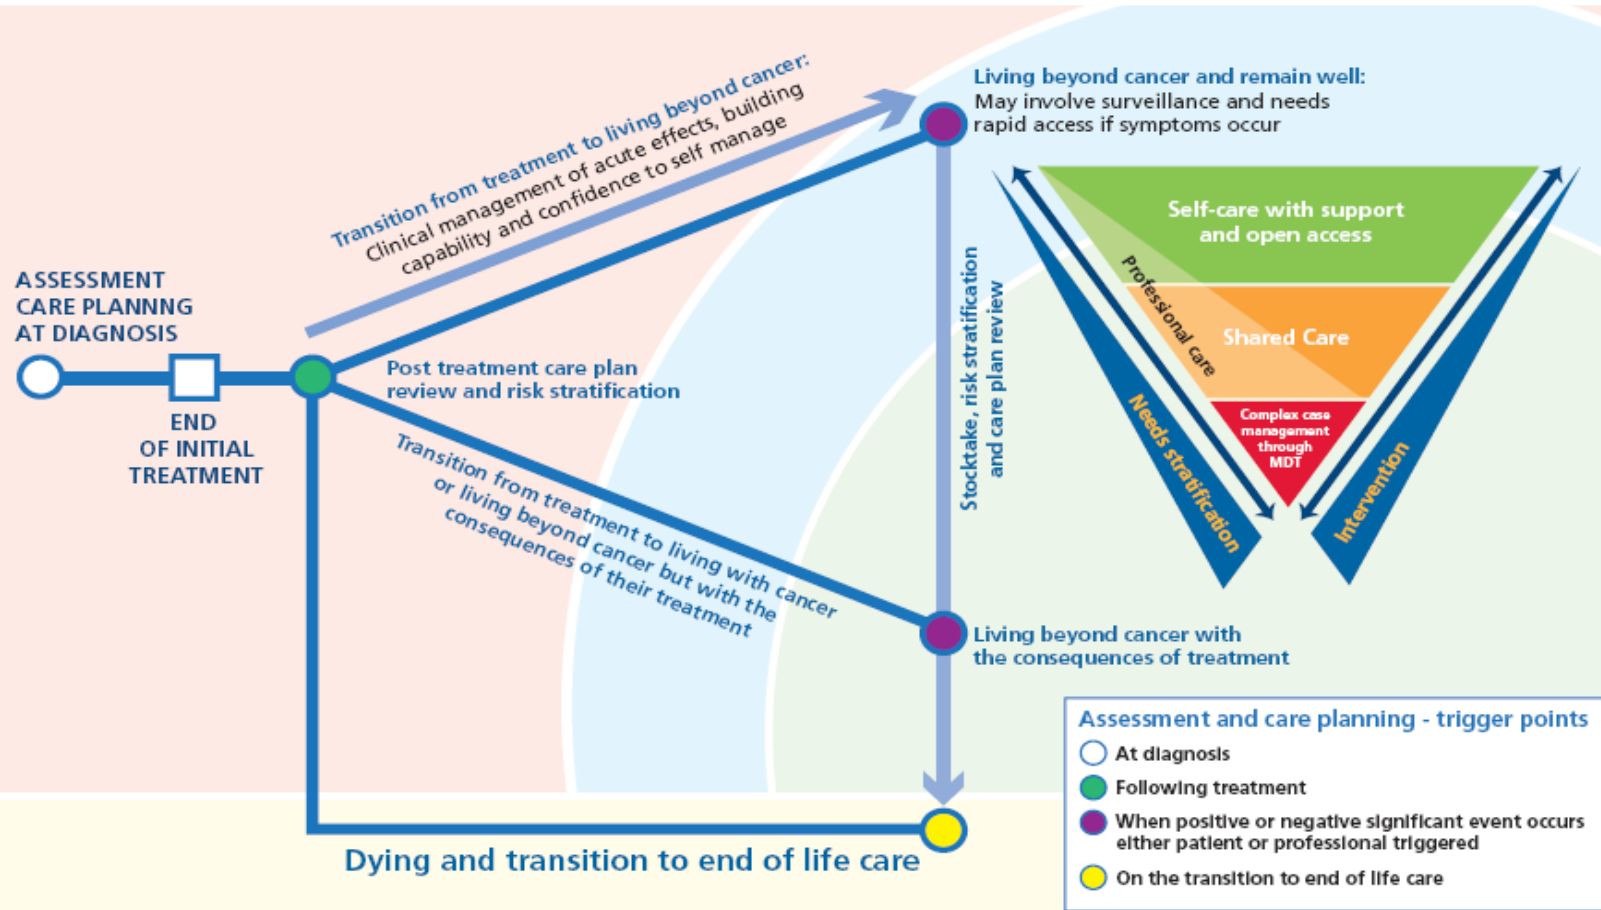 Transition from treatment to living beyond cancer:
Clinical management of acute effects, building
capability and confidence to self manage
Living beyond cancer and remain well:
May involve surveillance and needs
rapid access if symptoms occur
ASSESSMENT
CARE PLANNNG
AT DIAGNOSIS
END
OF INITIAL
TREATMENT
Post treatment care plan
review and risk stratification
Transition from treatment to living with cancer
or living beyond cancer but with the
consequences of their treatment
Stocktake, risk stratification
and care plan review
Self-care with support
and open access
Professional care
Shared Care
Complex case
management
through
MDT
Needs stratification
Intervention
Living beyond cancer with
the consequences of treatment
Dying and transition to end of life care
Assessment and care planning - trigger points
At diagnosis
Following treatment
When positive or negative significant event occurs
either patient or professional triggered
On the transition to end of life care